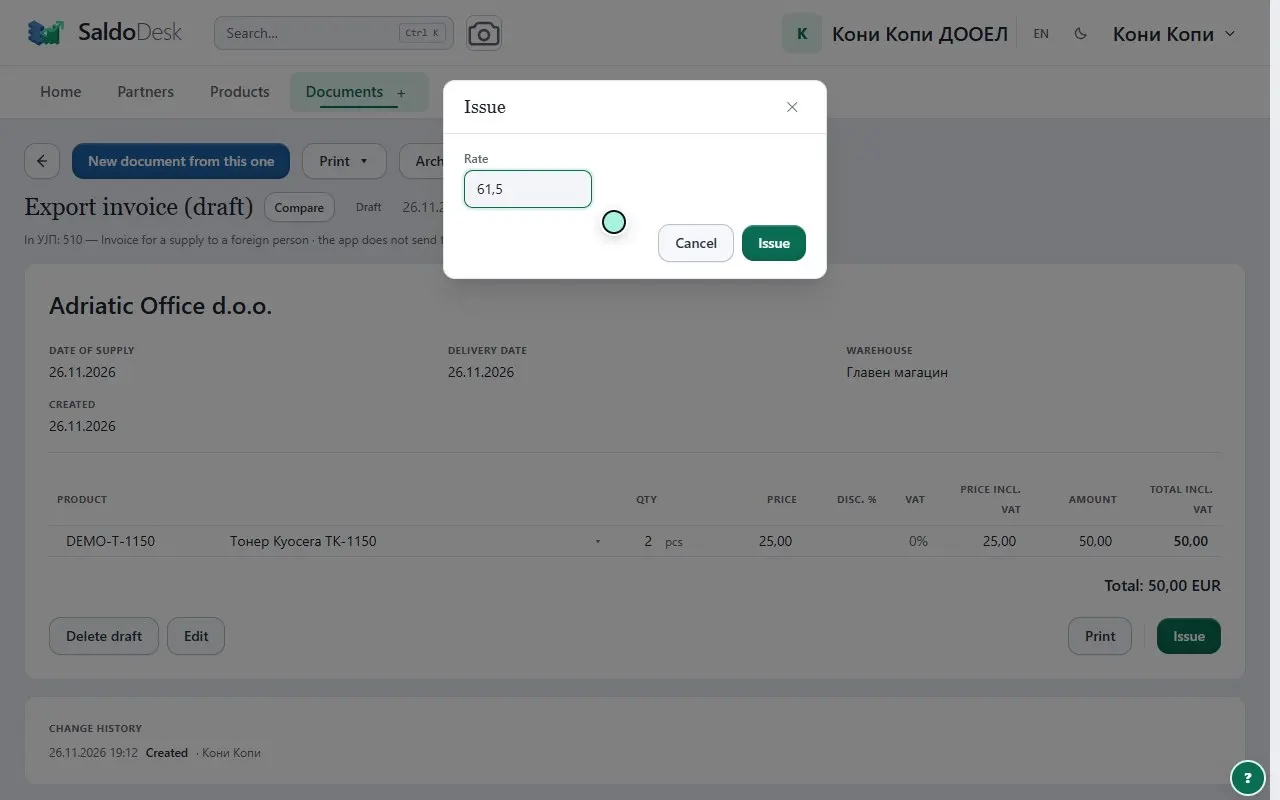 SaldoDesk
Search... Ctrl K
K Кони Копи ДООЕЛ EN Кони Копи
Home Partners Products Documents +
Issue
Rate
61,5
Cancel Issue
New document from this one Print Arch
Export invoice (draft) Compare Draft 26.11.2
In УЈП: 510 — Invoice for a supply to a foreign person · the app does not send t
Adriatic Office d.o.o.
DATE OF SUPPLY DELIVERY DATE WAREHOUSE
26.11.2026 26.11.2026 Главен магацин
CREATED
26.11.2026
PRODUCT QTY PRICE DISC. % VAT PRICE INCL. VAT AMOUNT TOTAL INCL. VAT
DEMO-T-1150 Тонер Kyocera TK-1150 2 pcs 25,00 0% 25,00 50,00 50,00
Total: 50,00 EUR
Delete draft Edit Print Issue
CHANGE HISTORY
26.11.2026 19:12 Created · Кони Копи
?